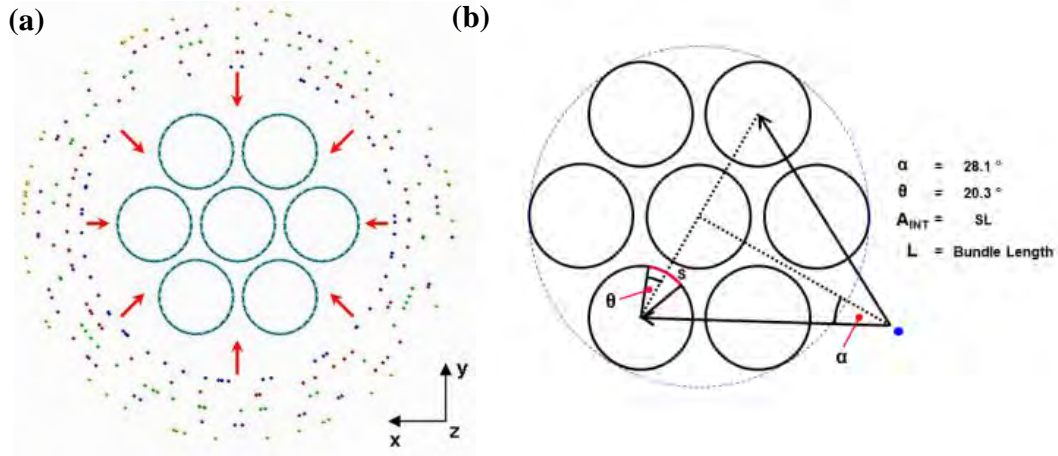 (a)
(b)
α = 28.1 °
θ = 20.3 °
A_INT = SL
L = Bundle Length
S
θ
α
y
x
z